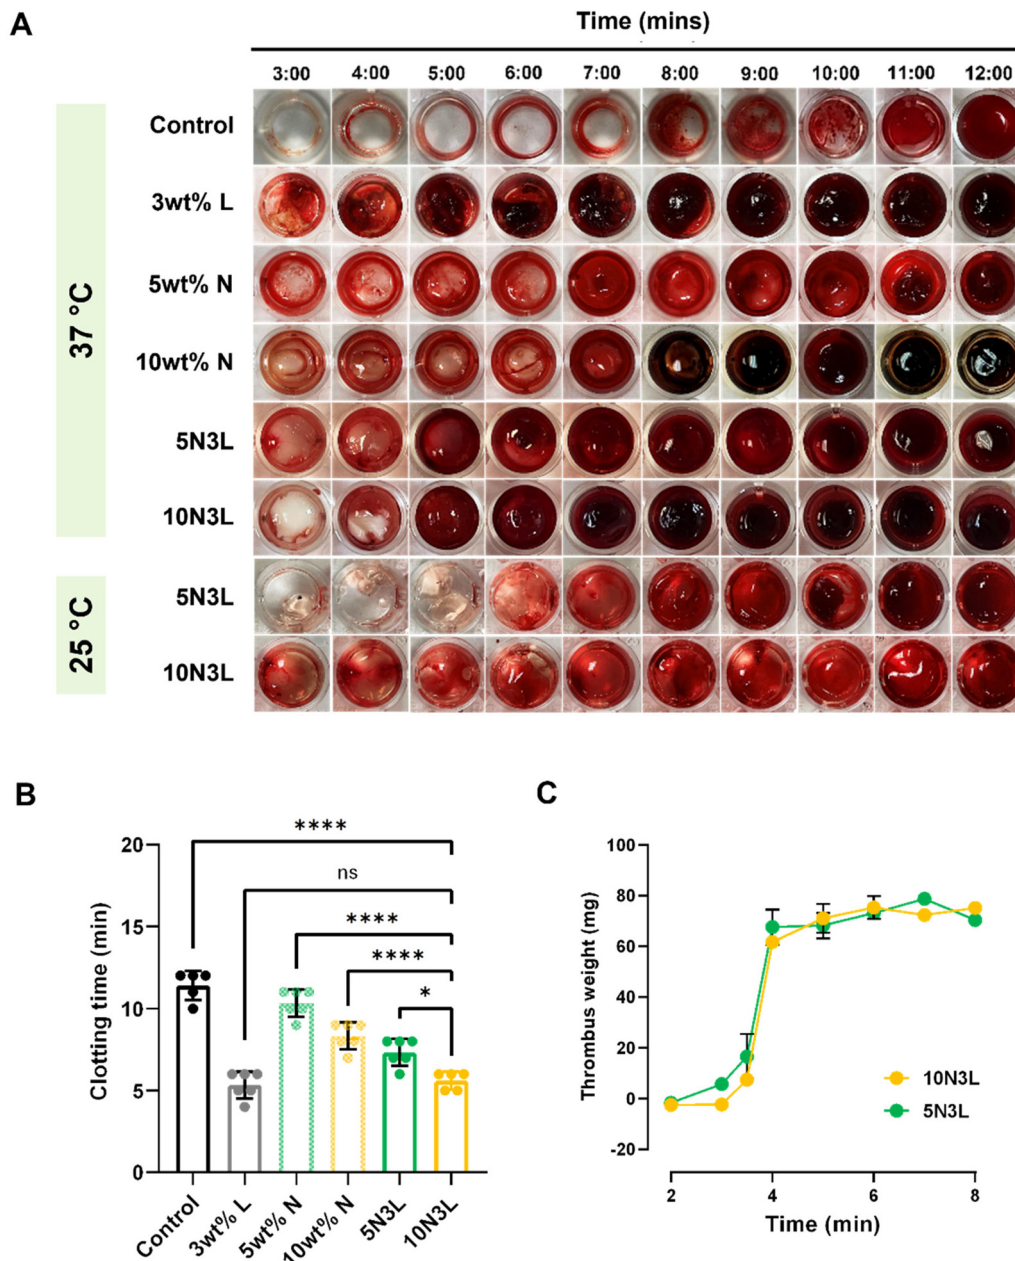 A
Time (mins)
3:00 4:00 5:00 6:00 7:00 8:00 9:00 10:00 11:00 12:00
37 °C
Control
3wt% L
5wt% N
10wt% N
5N3L
10N3L
25 °C
5N3L
10N3L
B
Clotting time (min)
20
15
10
5
0
****
ns
****
****
*
Control
3wt% L
5wt% N
10wt% N
5N3L
10N3L
C
Thrombus weight (mg)
100
80
60
40
20
0
-20
10N3L
5N3L
2 4 6 8
Time (min)